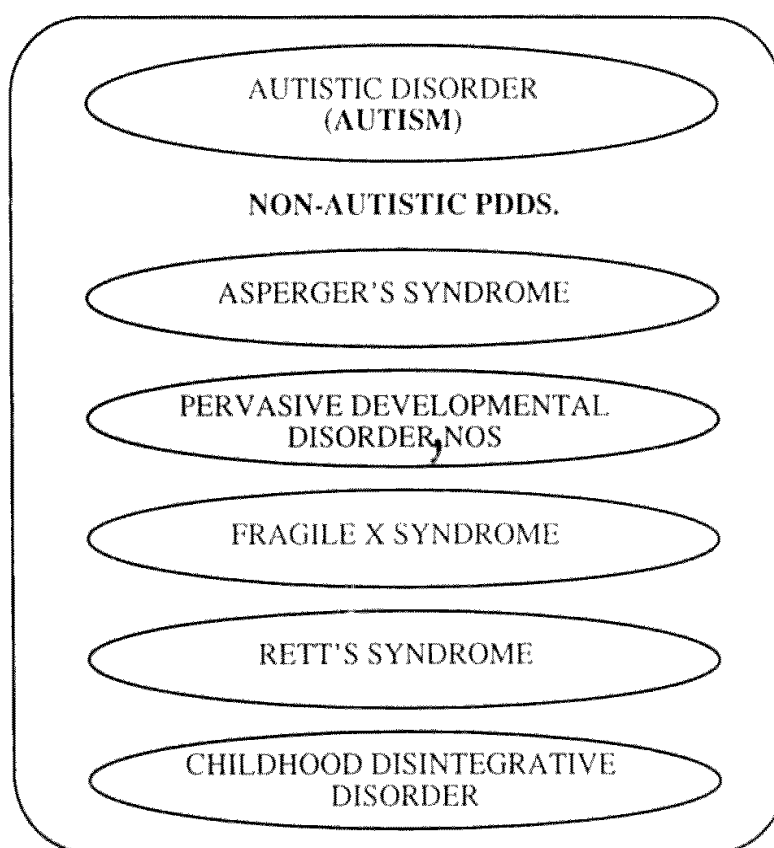 AUTISTIC DISORDER
(AUTISM)
NON-AUTISTIC PDDS.
ASPERGER'S SYNDROME
PERVASIVE DEVELOPMENTAL
DISORDER,NOS
FRAGILE X SYNDROME
RETT'S SYNDROME
CHILDHOOD DISINTEGRATIVE
DISORDER